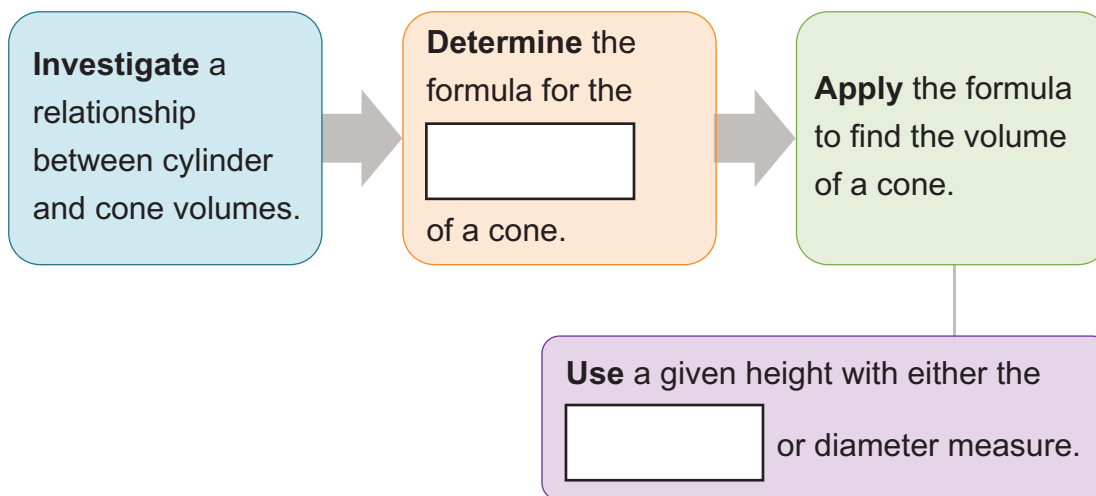 Investigate a
relationship
between cylinder
and cone volumes.
Determine the
formula for the
of a cone.
Apply the formula
to find the volume
of a cone.
Use a given height with either the
or diameter measure.